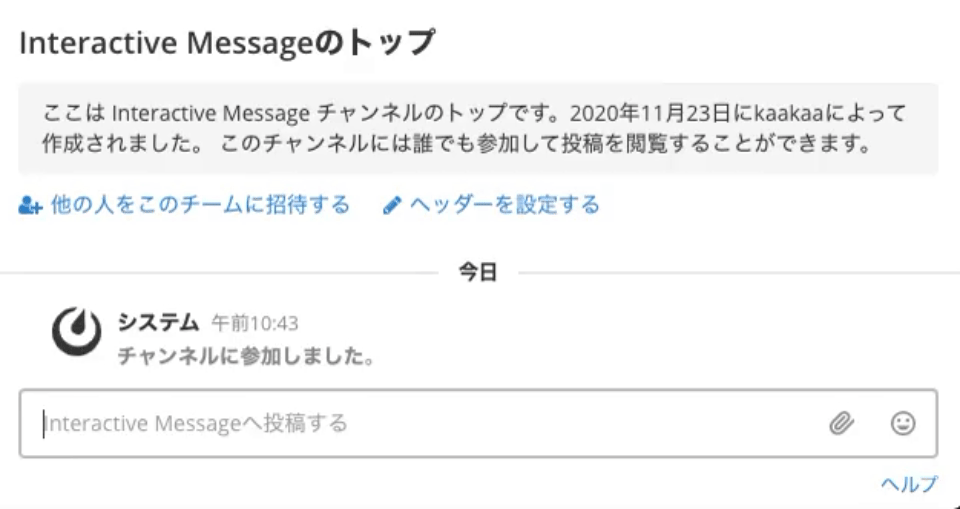 Interactive Messageのトップ
ここは Interactive Message チャンネルのトップです。2020年11月23日にkaakaaによって
作成されました。 このチャンネルには誰でも参加して投稿を閲覧することができます。
他の人をこのチームに招待する ヘッダーを設定する
今日
システム 午前10:43
チャンネルに参加しました。
Interactive Messageへ投稿する
ヘルプ